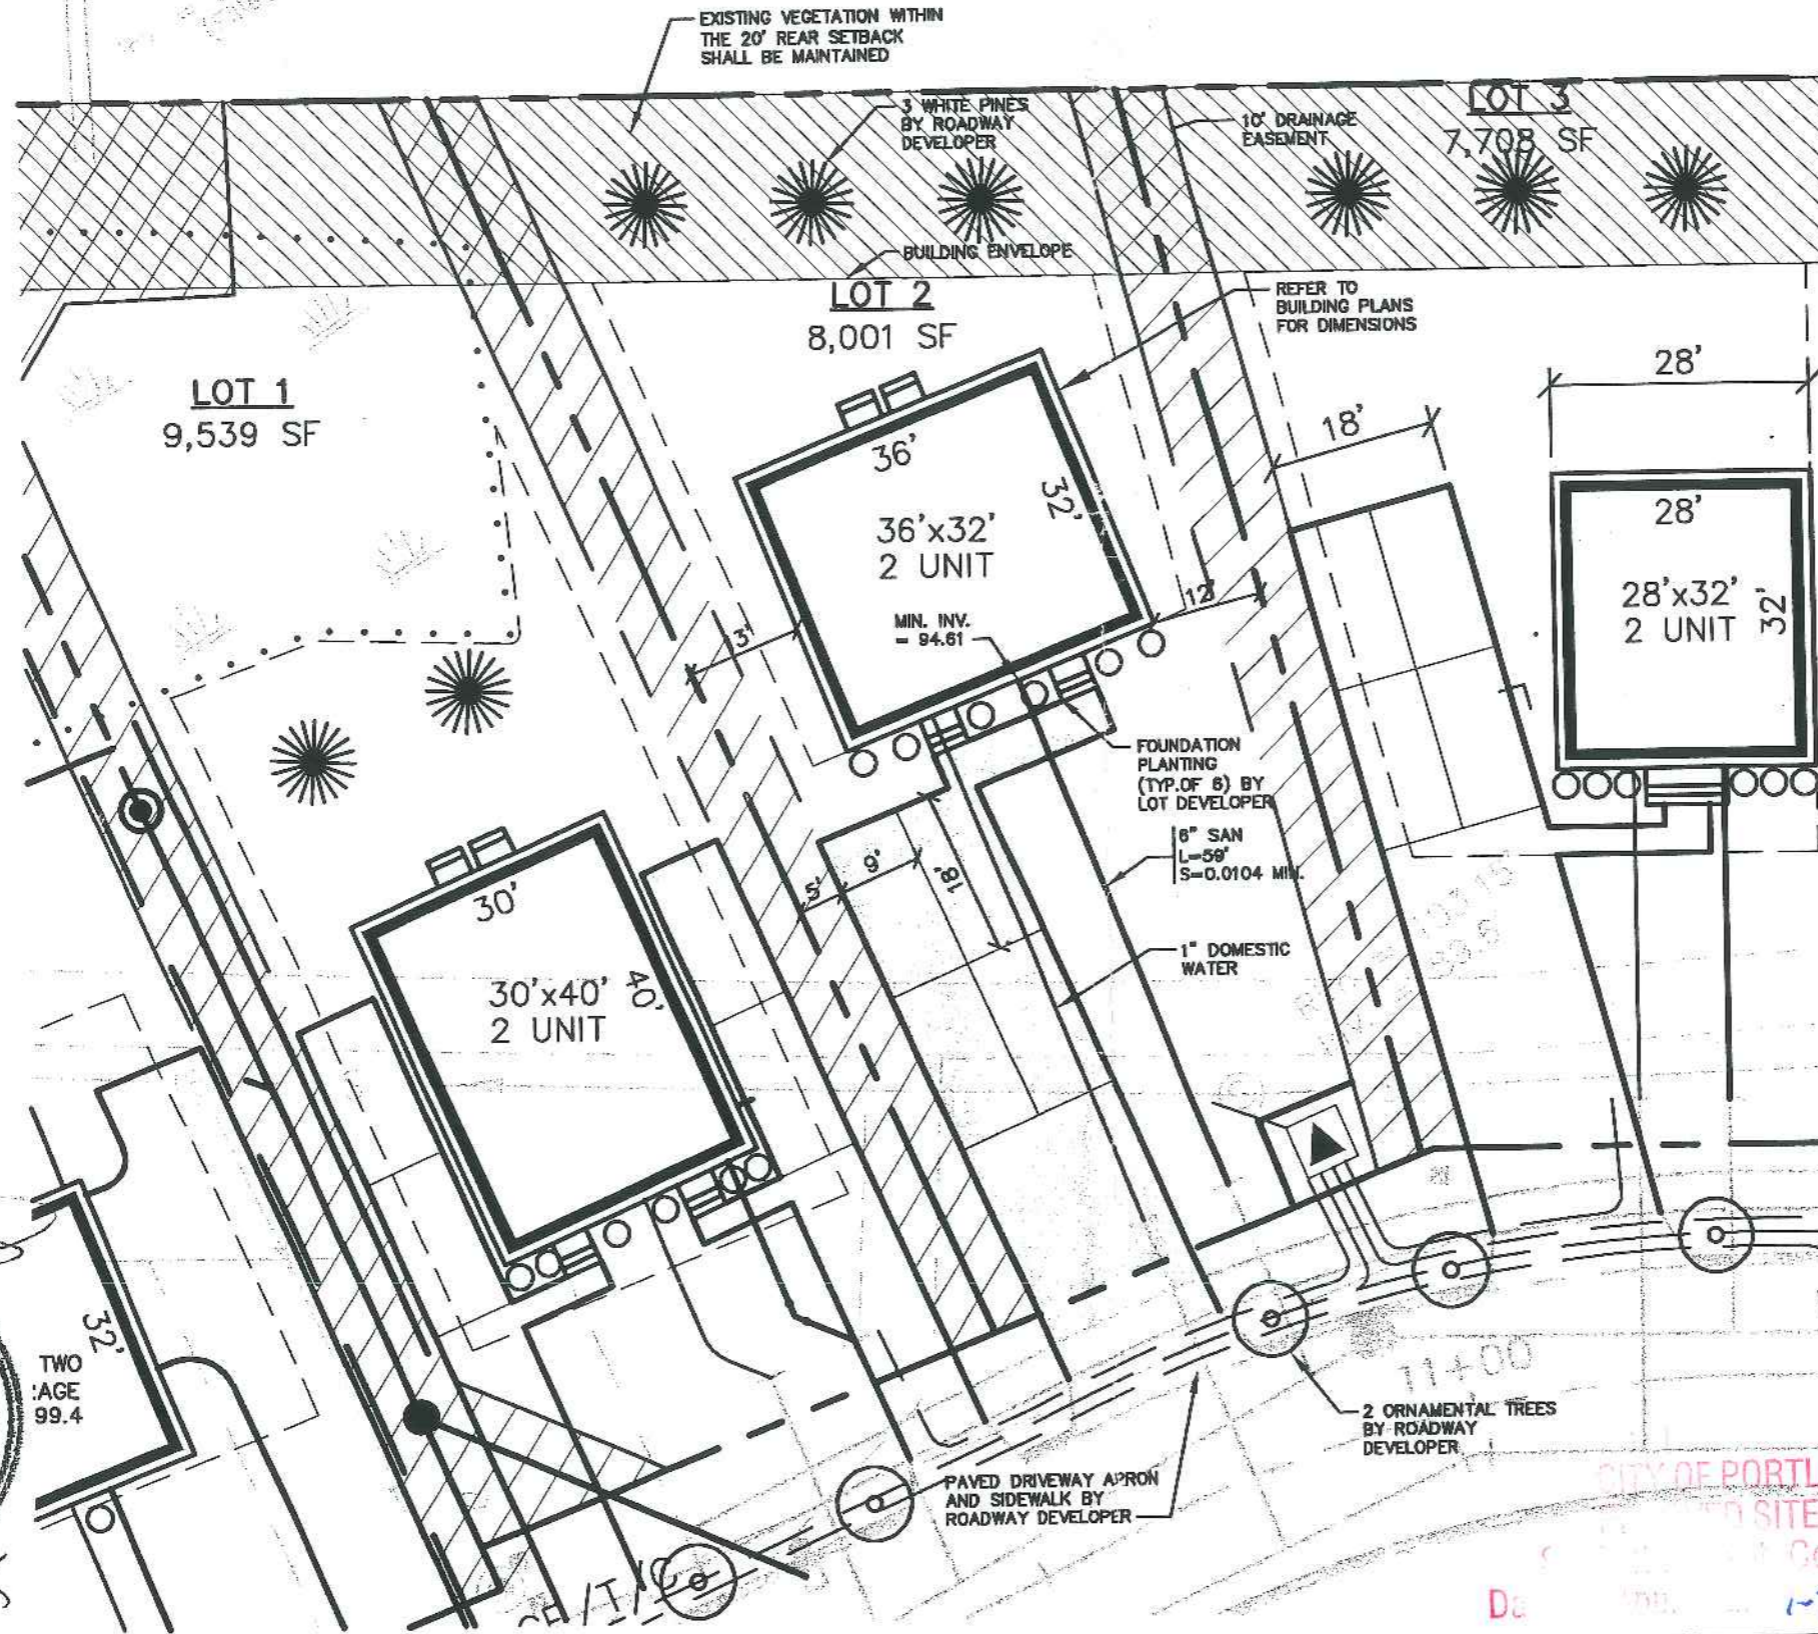 EXISTING VEGETATION WITHIN
THE 20' REAR SETBACK
SHALL BE MAINTAINED
3 WHITE PINES
BY ROADWAY
DEVELOPER
10' DRAINAGE
EASEMENT
LOT 3
7,708 SF
BUILDING ENVELOPE
LOT 2
8,001 SF
REFER TO
BUILDING PLANS
FOR DIMENSIONS
LOT 1
9,539 SF
28'
18'
36'
32'
36'x32'
2 UNIT
MIN. INV.
= 94.61
28'
28'x32'
2 UNIT
32'
12'
3'
FOUNDATION
PLANTING
(TYP.OF 6) BY
LOT DEVELOPER
6" SAN
L=59'
S=0.0104 MIN.
5'
9'
18'
30'
40'
30'x40'
2 UNIT
1" DOMESTIC
WATER
32'
TWO
:AGE
99.4
11+00
2 ORNAMENTAL TREES
BY ROADWAY
DEVELOPER
PAVED DRIVEWAY APRON
AND SIDEWALK BY
ROADWAY DEVELOPER
CITY OF PORTL
SITE
Da